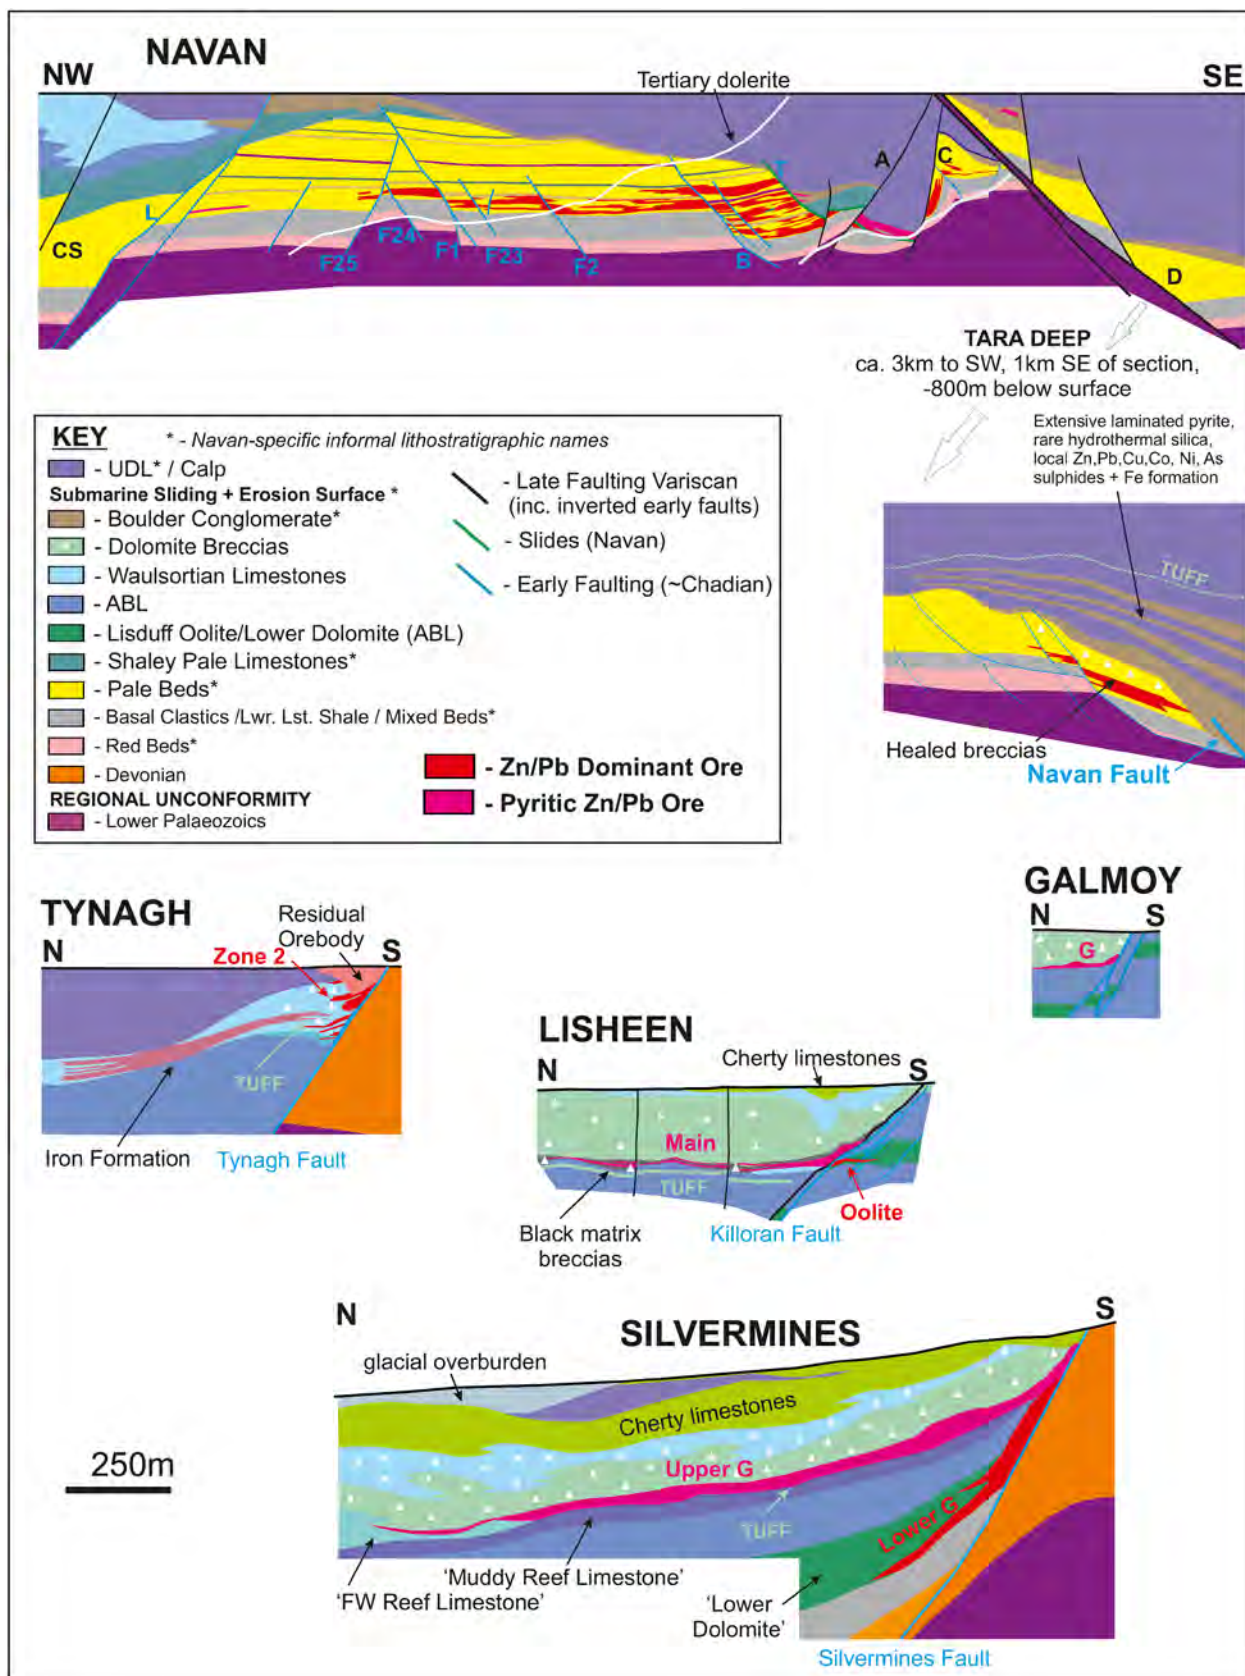 NAVAN
NW
SE
Tertiary dolerite
A
C
T
L
CS
F25
F24
F1
F23
F2
B
D
TARA DEEP
ca. 3km to SW, 1km SE of section,
-800m below surface
KEY
* - Navan-specific informal lithostratigraphic names
- UDL* / Calp
Submarine Sliding + Erosion Surface *
- Boulder Conglomerate*
- Dolomite Breccias
- Waulsortian Limestones
- ABL
- Lisduff Oolite/Lower Dolomite (ABL)
- Shaley Pale Limestones*
- Pale Beds*
- Basal Clastics /Lwr. Lst. Shale / Mixed Beds*
- Red Beds*
- Devonian
REGIONAL UNCONFORMITY
- Lower Palaeozoics
- Late Faulting Variscan
(inc. inverted early faults)
- Slides (Navan)
- Early Faulting (~Chadian)
- Zn/Pb Dominant Ore
- Pyritic Zn/Pb Ore
Extensive laminated pyrite,
rare hydrothermal silica,
local Zn,Pb,Cu,Co, Ni, As
sulphides + Fe formation
TUFF
Healed breccias
Navan Fault
TYNAGH
N
S
Residual
Orebody
Zone 2
TUFF
Iron Formation
Tynagh Fault
GALMOY
N
S
G
LISHEEN
N
S
Cherty limestones
Main
TUFF
Oolite
Black matrix
breccias
Killoran Fault
SILVERMINES
N
S
glacial overburden
Cherty limestones
Upper G
TUFF
Lower G
'Muddy Reef Limestone'
'FW Reef Limestone'
'Lower
Dolomite'
Silvermines Fault
250m